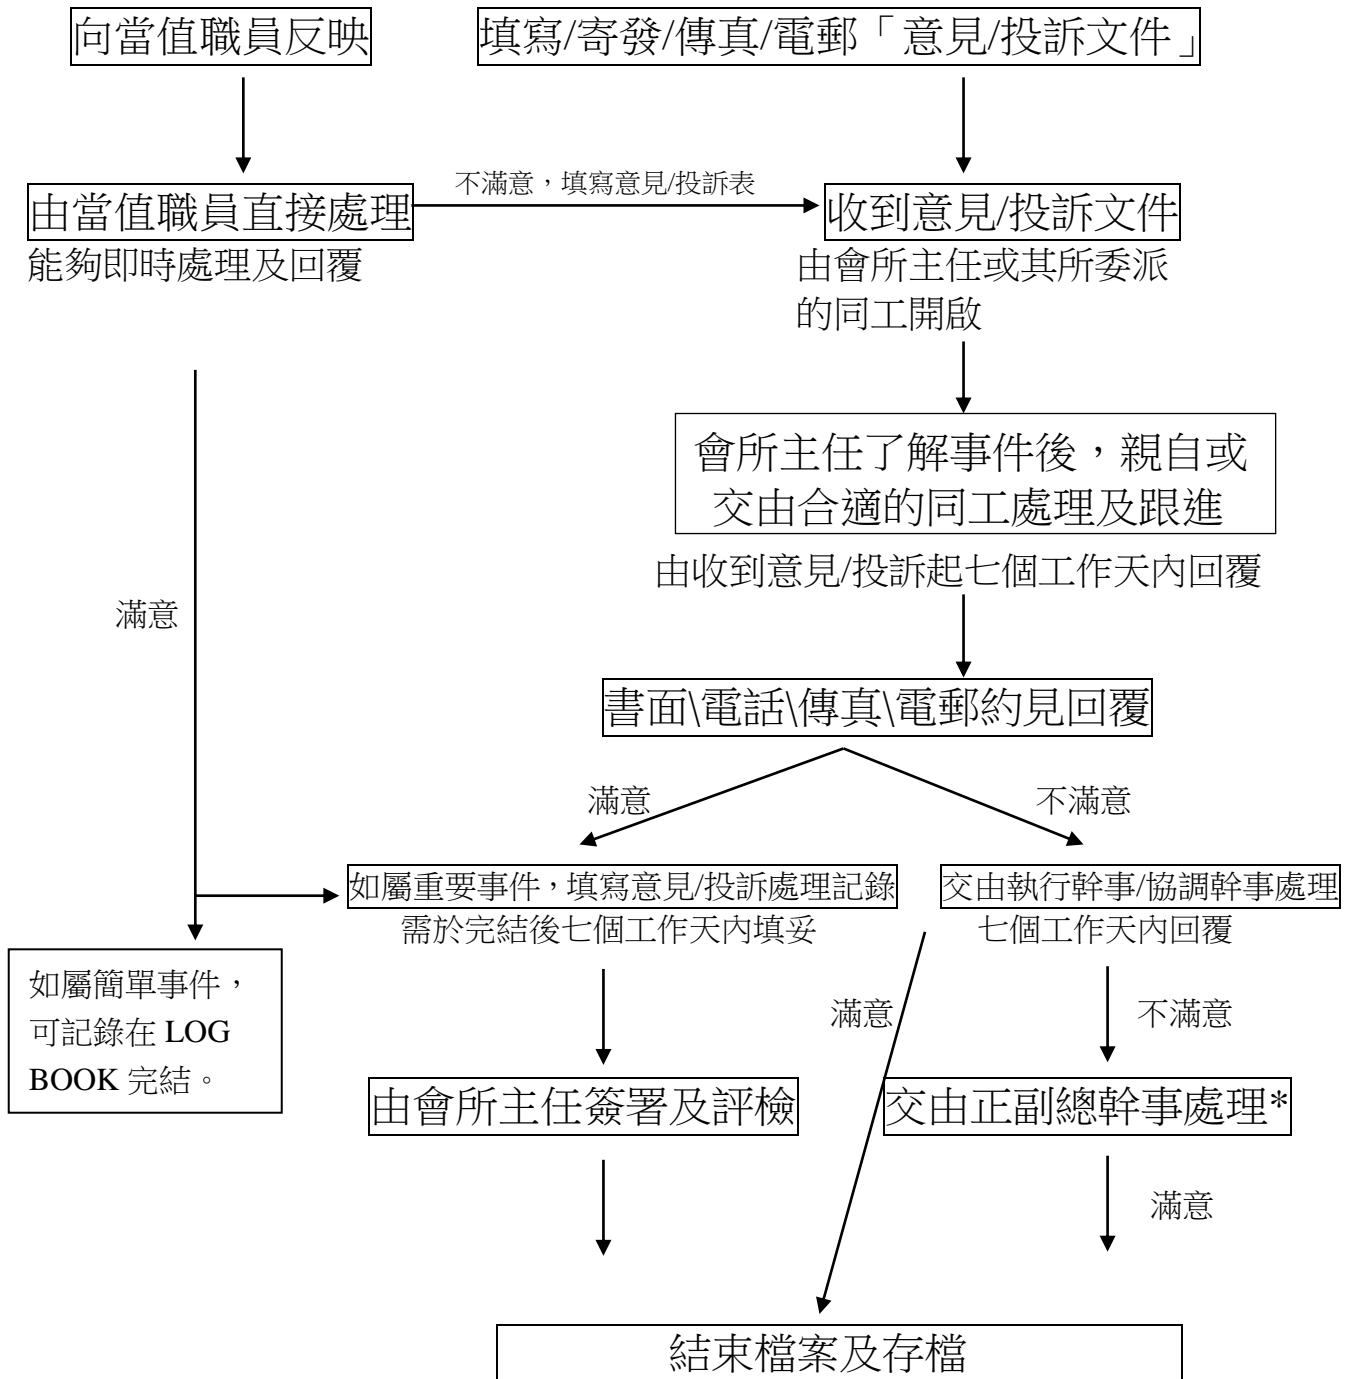 向當值職員反映
填寫/寄發/傳真/電郵「意見/投訴文件」
不滿意，填寫意見/投訴表
由當值職員直接處理
收到意見/投訴文件
能夠即時處理及回覆
由會所主任或其所委派
的同工開啟
會所主任了解事件後，親自或
交由合適的同工處理及跟進
由收到意見/投訴起七個工作天內回覆
滿意
書面\電話\傳真\電郵約見回覆
滿意
不滿意
如屬重要事件，填寫意見/投訴處理記錄
交由執行幹事/協調幹事處理
需於完結後七個工作天內填妥
七個工作天內回覆
如屬簡單事件，
可記錄在 LOG
BOOK 完結。
滿意
不滿意
由會所主任簽署及評檢
交由正副總幹事處理*
滿意
結束檔案及存檔